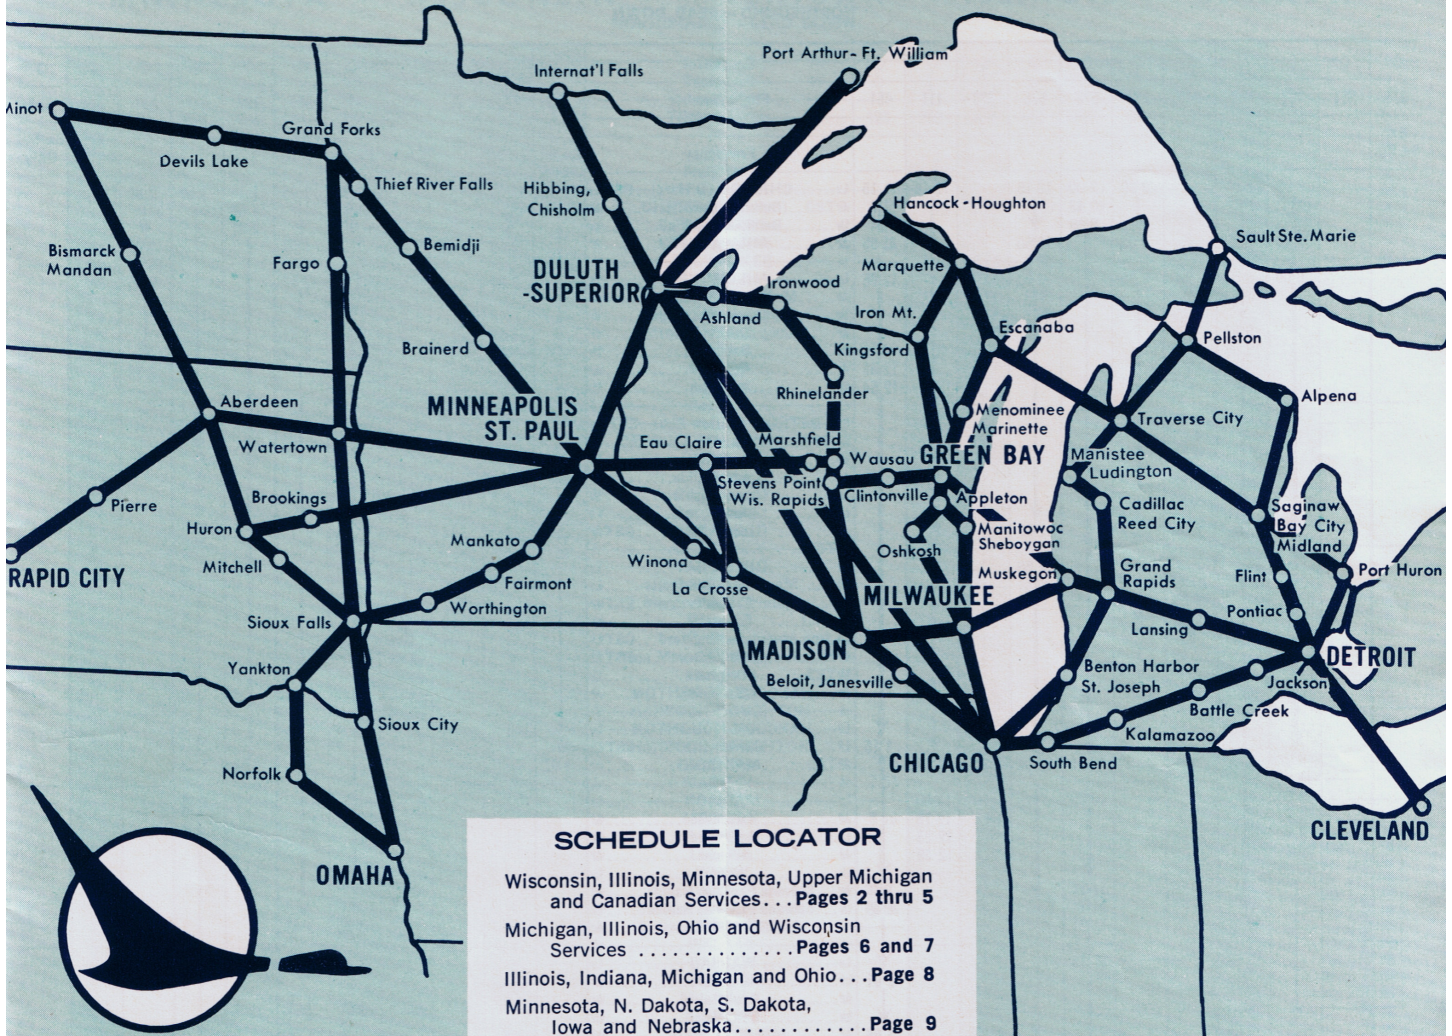 Port Arthur - Ft. William
Internat'l Falls
Minot
Grand Forks
Devils Lake
Thief River Falls
Hibbing,
Chisholm
Hancock - Houghton
Sault Ste. Marie
Bismarck
Mandan
Bemidji
Fargo
Marquette
DULUTH
-SUPERIOR
Ironwood
Ashland
Iron Mt.
Kingsford
Escanaba
Pellston
Brainerd
Rhinelander
Alpena
Aberdeen
MINNEAPOLIS
ST. PAUL
Menominee
Marinette
Traverse City
Watertown
Eau Claire
Marshfield
Wausau
GREEN BAY
Manistee
Ludington
Stevens Point
Wis. Rapids
Clintonville
Appleton
Cadillac
Reed City
Pierre
Brookings
Huron
Saginaw
Bay City
Midland
Manitowoc
Sheboygan
Oshkosh
Mankato
Winona
RAPID CITY
Mitchell
Fairmont
La Crosse
Muskegon
Grand
Rapids
Flint
Port Huron
Worthington
MILWAUKEE
Pontiac
Sioux Falls
Lansing
MADISON
DETROIT
Yankton
Beloit, Janesville
Benton Harbor
St. Joseph
Jackson
Battle Creek
Sioux City
Kalamazoo
CHICAGO
South Bend
Norfolk
CLEVELAND
OMAHA
SCHEDULE LOCATOR
Wisconsin, Illinois, Minnesota, Upper Michigan
and Canadian Services...Pages 2 thru 5
Michigan, Illinois, Ohio and Wisconsin
Services ..............Pages 6 and 7
Illinois, Indiana, Michigan and Ohio...Page 8
Minnesota, N. Dakota, S. Dakota,
Iowa and Nebraska............Page 9